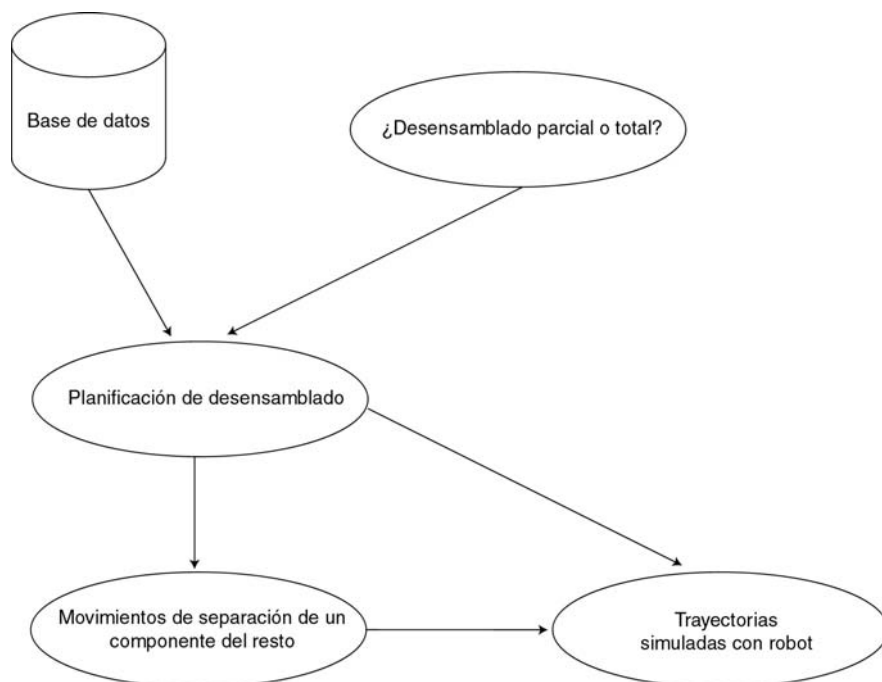 Base de datos
¿Desensamblado parcial o total?
Planificación de desensamblado
Movimientos de separación de un
componente del resto
Trayectorias
simuladas con robot